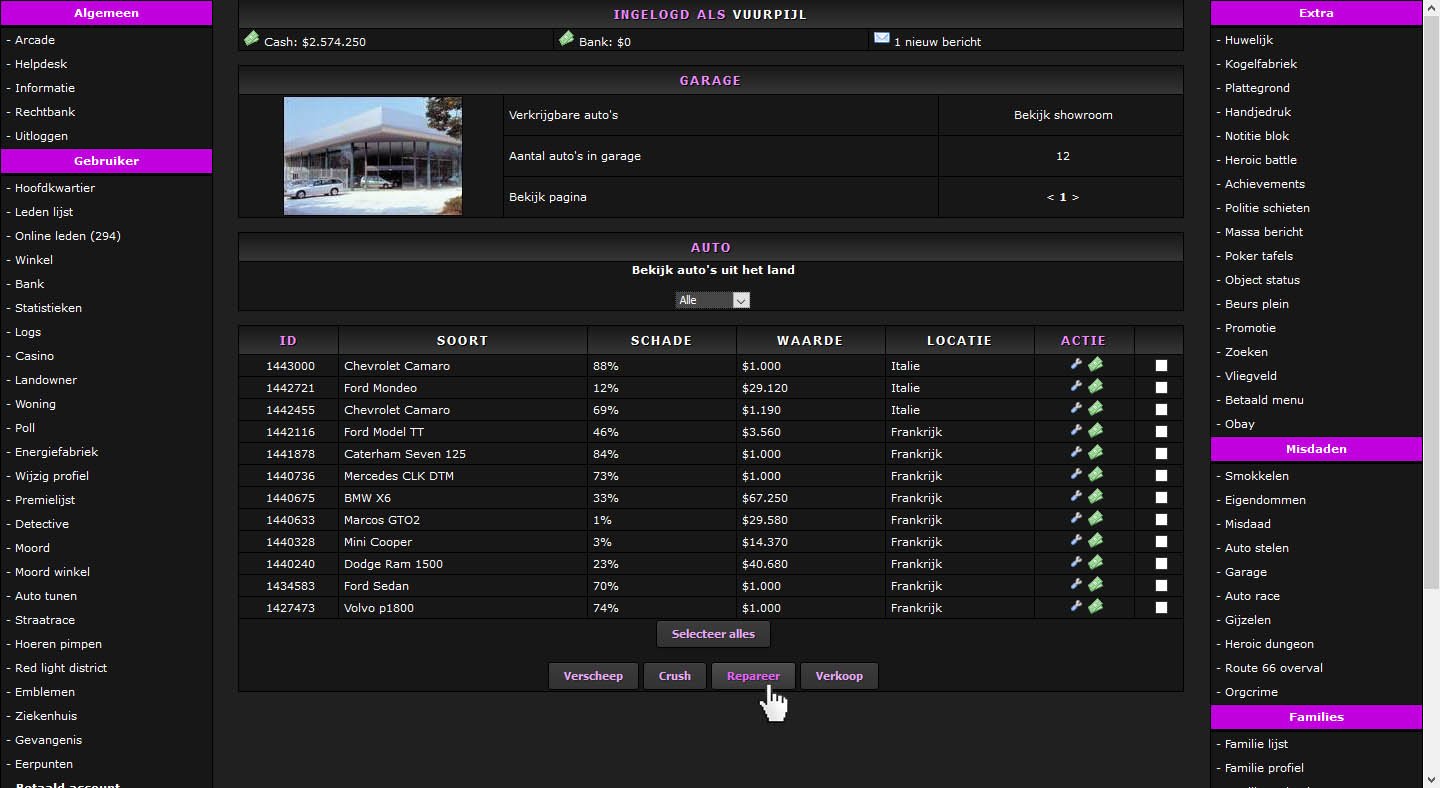 Algemeen
- Arcade
- Helpdesk
- Informatie
- Rechtbank
- Uitloggen
Gebruiker
- Hoofdkwartier
- Leden lijst
- Online leden (294)
- Winkel
- Bank
- Statistieken
- Logs
- Casino
- Landowner
- Woning
- Poll
- Energiefabriek
- Wijzig profiel
- Premielijst
- Detective
- Moord
- Moord winkel
- Auto tunen
- Straatrace
- Hoeren pimpen
- Red light district
- Emblemen
- Ziekenhuis
- Gevangenis
- Eerpunten
Betaald account
INGELOGD ALS VUURPIJL
Cash: $2.574.250 Bank: $0 1 nieuw bericht
GARAGE
Verkrijgbare auto's Bekijk showroom
Aantal auto's in garage 12
Bekijk pagina < 1 >
AUTO
Bekijk auto's uit het land
Alle
ID SOORT SCHADE WAARDE LOCATIE ACTIE
1443000 Chevrolet Camaro 88% $1.000 Italie
1442721 Ford Mondeo 12% $29.120 Italie
1442455 Chevrolet Camaro 69% $1.190 Italie
1442116 Ford Model TT 46% $3.560 Frankrijk
1441878 Caterham Seven 125 84% $1.000 Frankrijk
1440736 Mercedes CLK DTM 73% $1.000 Frankrijk
1440675 BMW X6 33% $67.250 Frankrijk
1440633 Marcos GTO2 1% $29.580 Frankrijk
1440328 Mini Cooper 3% $14.370 Frankrijk
1440240 Dodge Ram 1500 23% $40.680 Frankrijk
1434583 Ford Sedan 70% $1.000 Frankrijk
1427473 Volvo p1800 74% $1.000 Frankrijk
Selecteer alles
Verscheep Crush Repareer Verkoop
Extra
- Huwelijk
- Kogelfabriek
- Plattegrond
- Handjedruk
- Notitie blok
- Heroic battle
- Achievements
- Politie schieten
- Massa bericht
- Poker tafels
- Object status
- Beurs plein
- Promotie
- Zoeken
- Vliegveld
- Betaald menu
- Obay
Misdaden
- Smokkelen
- Eigendommen
- Misdaad
- Auto stelen
- Garage
- Auto race
- Gijzelen
- Heroic dungeon
- Route 66 overval
- Orgcrime
Families
- Familie lijst
- Familie profiel